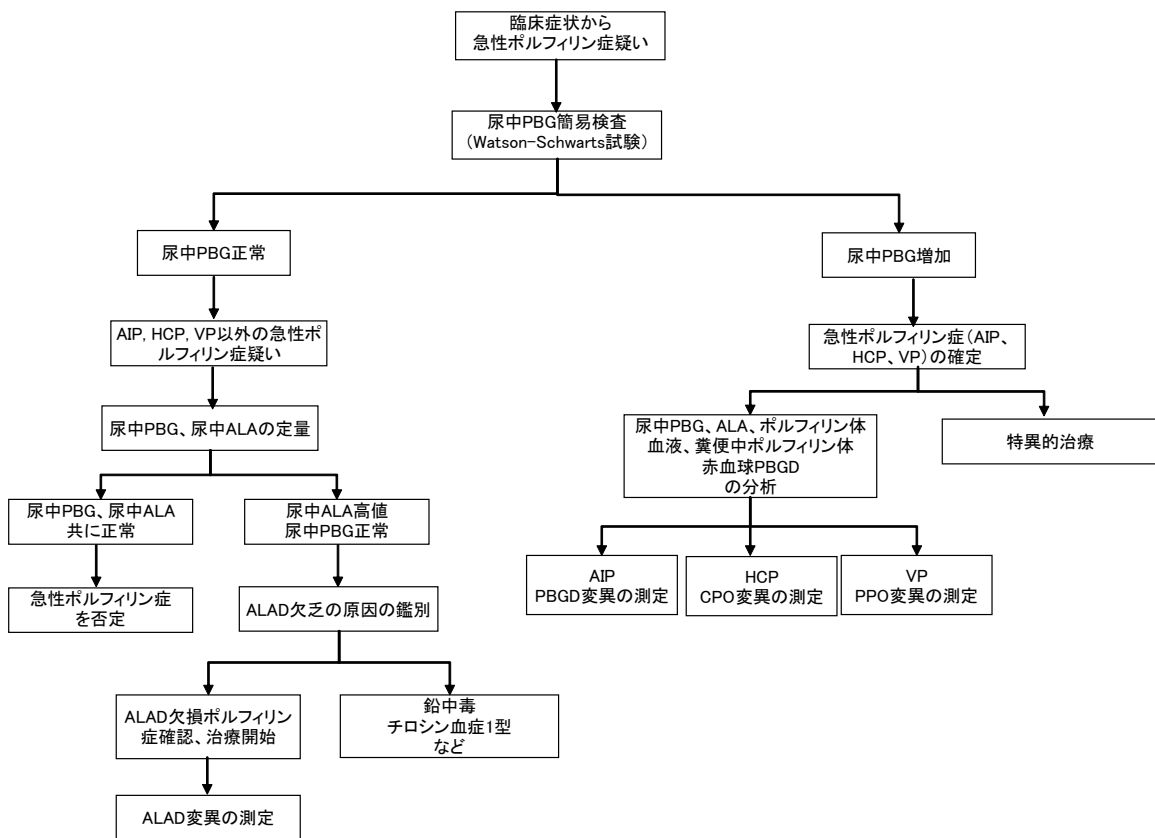 臨床症状から
急性ポルフィリン症疑い
尿中PBG簡易検査
(Watson-Schwarts試験)
尿中PBG正常
尿中PBG増加
AIP, HCP, VP以外の急性ポ
ルフィリン症疑い
急性ポルフィリン症(AIP、
HCP、VP)の確定
尿中PBG、尿中ALAの定量
尿中PBG、ALA、ポルフィリン体
血液、糞便中ポルフィリン体
赤血球PBGD
の分析
特異的治療
尿中PBG、尿中ALA
共に正常
尿中ALA高値
尿中PBG正常
AIP
PBGD変異の測定
HCP
CPO変異の測定
VP
PPO変異の測定
急性ポルフィリン症
を否定
ALAD欠乏の原因の鑑別
ALAD欠損ポルフィリン
症確認、治療開始
鉛中毒
チロシン血症1型
など
ALAD変異の測定